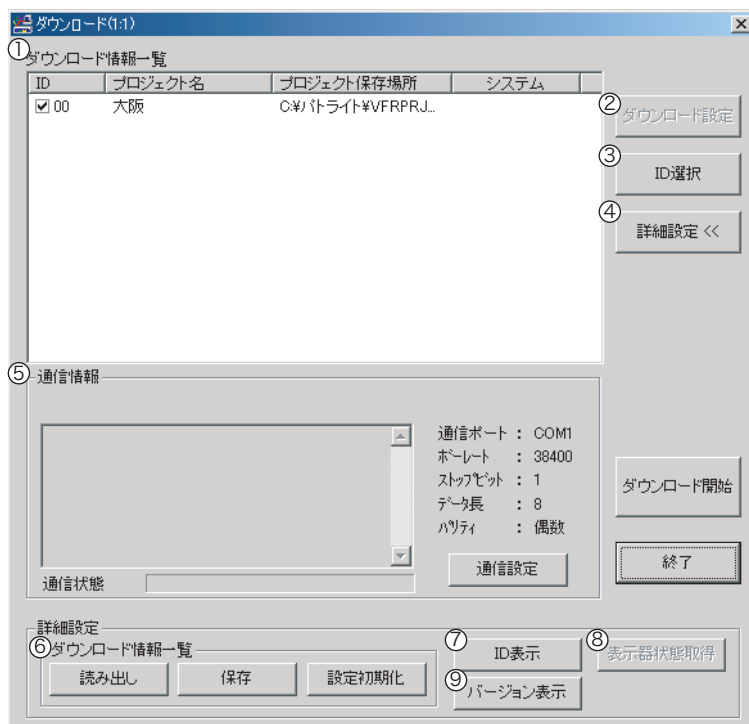 ダウンロード(1:1)
① ダウンロード情報一覧
ID プロジェクト名 プロジェクト保存場所 システム
00 大阪 C:¥パトライト¥VFRPRJ...
② ダウンロード設定
③ ID選択
④ 詳細設定 <<
⑤ 通信情報
通信ポート : COM1
ボーレート : 38400
ストップビット : 1
データ長 : 8
パリティ : 偶数
通信設定
通信状態
ダウンロード開始
終了
詳細設定
⑥ ダウンロード情報一覧
読み出し 保存 設定初期化
⑦ ID表示
⑧ 表示器状態取得
⑨ バージョン表示